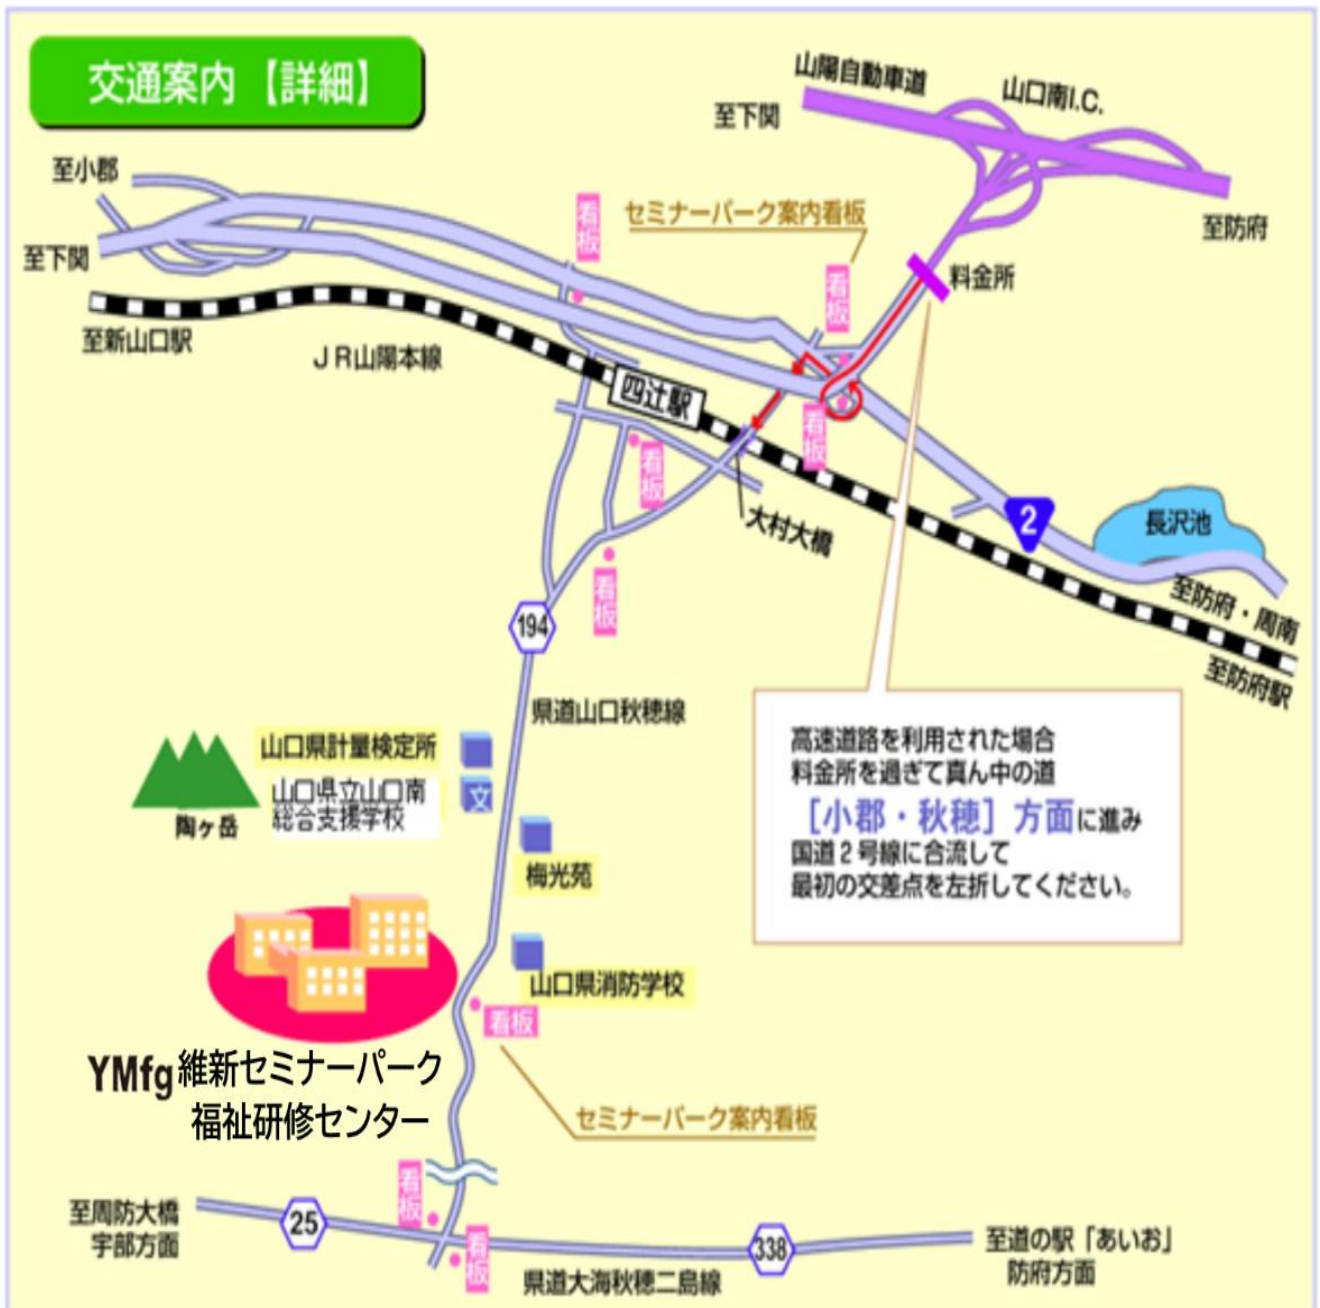 交通案内【詳細】
山陽自動車道
山口南I.C.
至下関
至小郡
看板
セミナーパーク案内看板
至防府
至下関
看板
料金所
至新山口駅
JR山陽本線
四辻駅
看板
看板
大村大橋
2
長沢池
至防府・周南
至防府駅
看板
194
県道山口秋穂線
山口県計量検定所
山口県立山口南
総合支援学校
文
陶ヶ岳
梅光苑
高速道路を利用された場合
料金所を過ぎて真ん中の道
［小郡・秋穂］方面に進み
国道2号線に合流して
最初の交差点を左折してください。
山口県消防学校
看板
YMfg維新セミナーパーク
福祉研修センター
セミナーパーク案内看板
看板
至周防大橋
宇部方面
25
看板
338
県道大海秋穂二島線
至道の駅「あいお」
防府方面